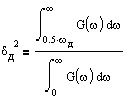 δ_д² = ∫_{0.5·ω_д}^{∞} G(ω) dω / ∫_{0}^{∞} G(ω) dω